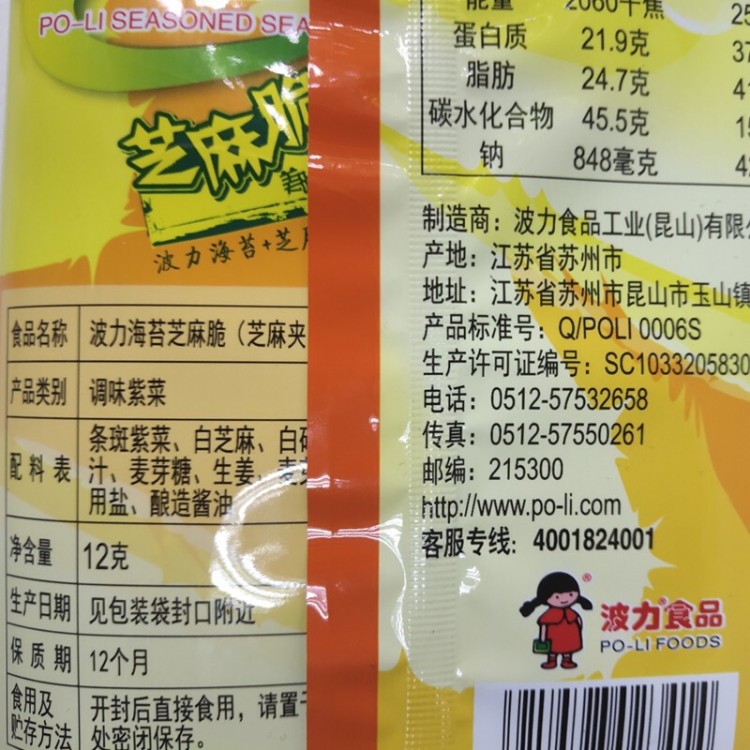 PO-LI SEASONED SEA
芝麻脆
波力海苔+芝麻
食品名称 波力海苔芝麻脆（芝麻夹
产品类别 调味紫菜
配料表 条斑紫菜、白芝麻、白砂
汁、麦芽糖、生姜、麦芽
用盐、酿造酱油
净含量 12克
生产日期 见包装袋封口附近
保质期 12个月
食用及贮存方法 开封后直接食用，请置于
处密闭保存。
能量 2060千焦
蛋白质 21.9克
脂肪 24.7克
碳水化合物 45.5克
钠 848毫克
制造商：波力食品工业(昆山)有限公
产地：江苏省苏州市
地址：江苏省苏州市昆山市玉山镇
产品标准号：Q/POLI 0006S
生产许可证编号：SC1033205830
电话：0512-57532658
传真：0512-57550261
邮编：215300
http://www.po-li.com
客服专线：4001824001
波力食品
PO-LI FOODS